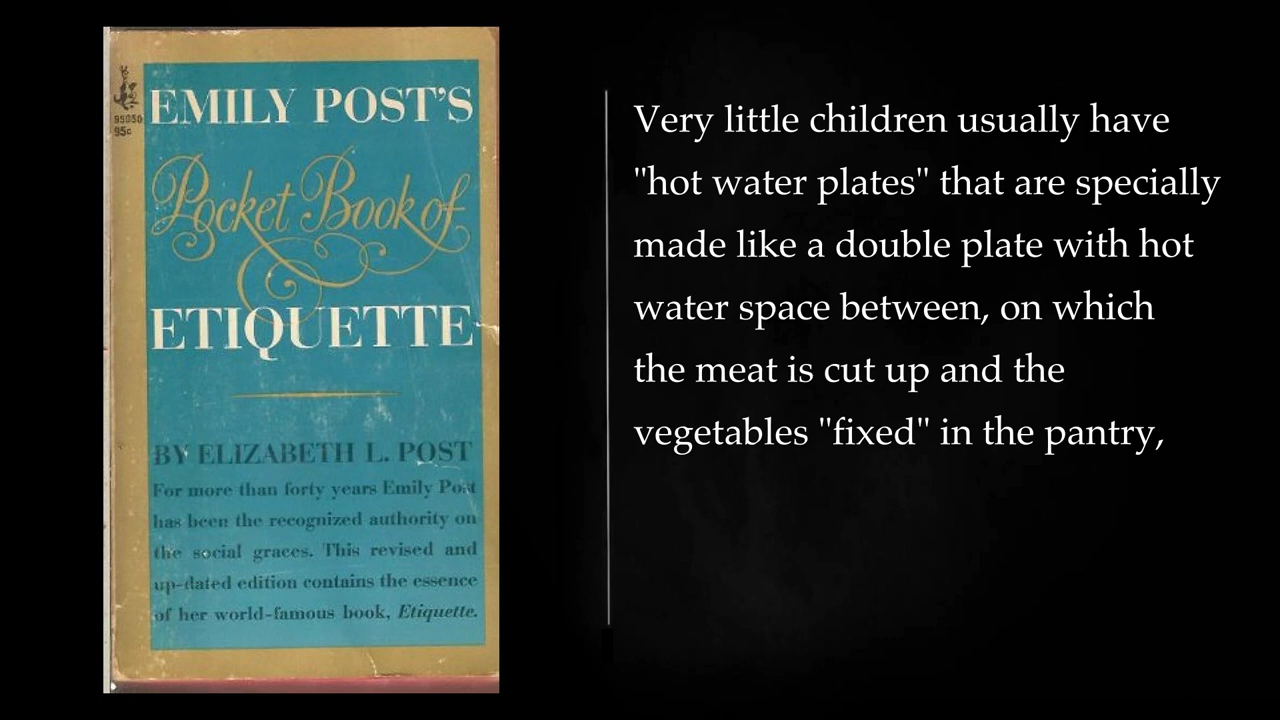 95050
95c
EMILY POST'S
Pocket Book of
ETIQUETTE
BY ELIZABETH L. POST
For more than forty years Emily Post
has been the recognized authority on
the social graces. This revised and
up-dated edition contains the essence
of her world-famous book, Etiquette.
Very little children usually have
"hot water plates" that are specially
made like a double plate with hot
water space between, on which
the meat is cut up and the
vegetables "fixed" in the pantry,